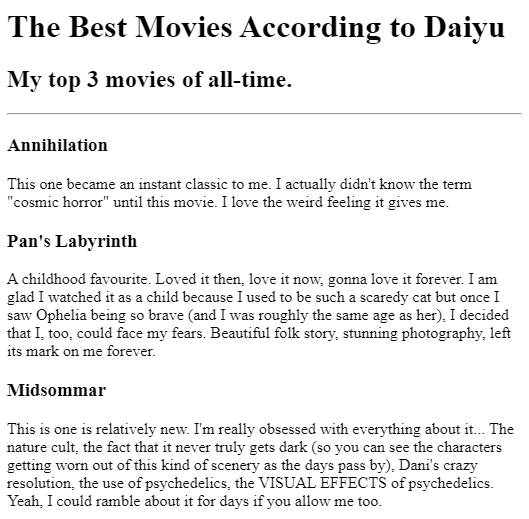 The Best Movies According to Daiyu
My top 3 movies of all-time.
Annihilation
This one became an instant classic to me. I actually didn't know the term
"cosmic horror" until this movie. I love the weird feeling it gives me.
Pan's Labyrinth
A childhood favourite. Loved it then, love it now, gonna love it forever. I am
glad I watched it as a child because I used to be such a scaredy cat but once I
saw Ophelia being so brave (and I was roughly the same age as her), I decided
that I, too, could face my fears. Beautiful folk story, stunning photography, left
its mark on me forever.
Midsommar
This is one is relatively new. I'm really obsessed with everything about it... The
nature cult, the fact that it never truly gets dark (so you can see the characters
getting worn out of this kind of scenery as the days pass by), Dani's crazy
resolution, the use of psychedelics, the VISUAL EFFECTS of psychedelics.
Yeah, I could ramble about it for days if you allow me too.